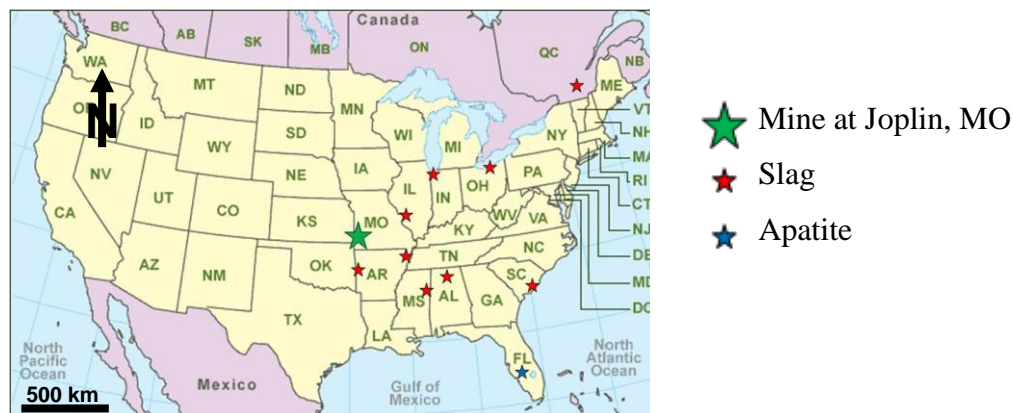 Canada
BC
AB
SK
MB
ON
QC
NB
WA
MT
ND
MN
ME
VT
OR
N
ID
SD
WI
MI
NY
NH
MA
WY
IA
PA
RI
NE
IL
IN
OH
CT
NV
UT
CO
KS
MO
WV
VA
NJ
CA
KY
DE
AZ
NM
OK
AR
TN
NC
SC
MD
TX
MS
AL
GA
DC
LA
FL
North
Pacific
Ocean
Mexico
Gulf of
Mexico
North
Atlantic
Ocean
500 km
Mine at Joplin, MO
Slag
Apatite